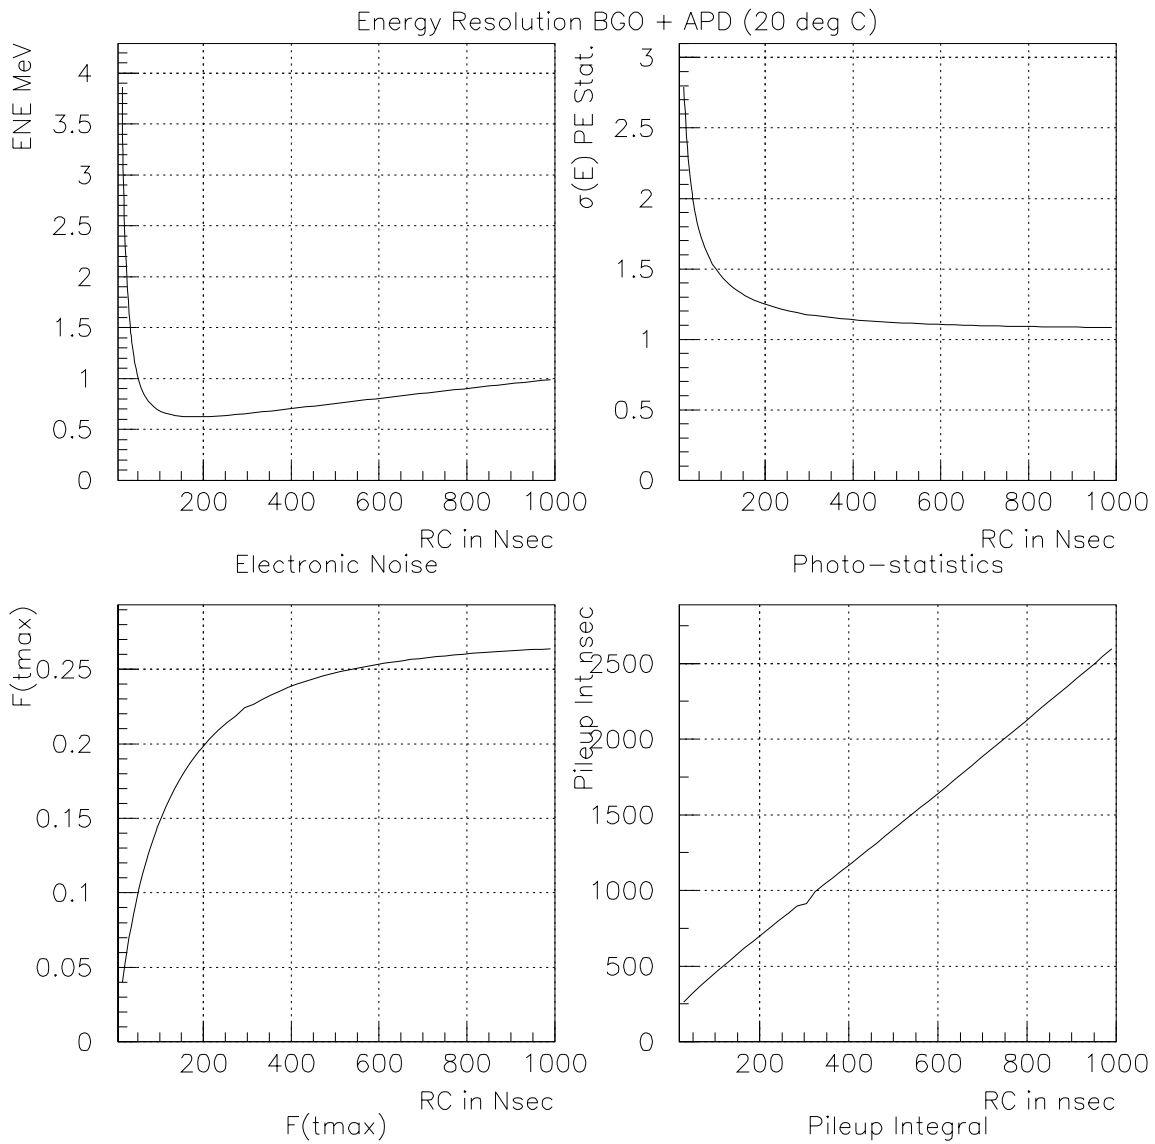 Energy Resolution BGO + APD (20 deg C)
ENE MeV
4
3.5
3
2.5
2
1.5
1
0.5
0
200 400 600 800 1000
RC in Nsec
Electronic Noise
σ(E) PE Stat.
3
2.5
2
1.5
1
0.5
0
200 400 600 800 1000
RC in Nsec
Photo-statistics
F(tmax)
0.25
0.2
0.15
0.1
0.05
0
200 400 600 800 1000
RC in Nsec
F(tmax)
Pileup Int nsec
2500
2000
1500
1000
500
0
200 400 600 800 1000
RC in nsec
Pileup Integral